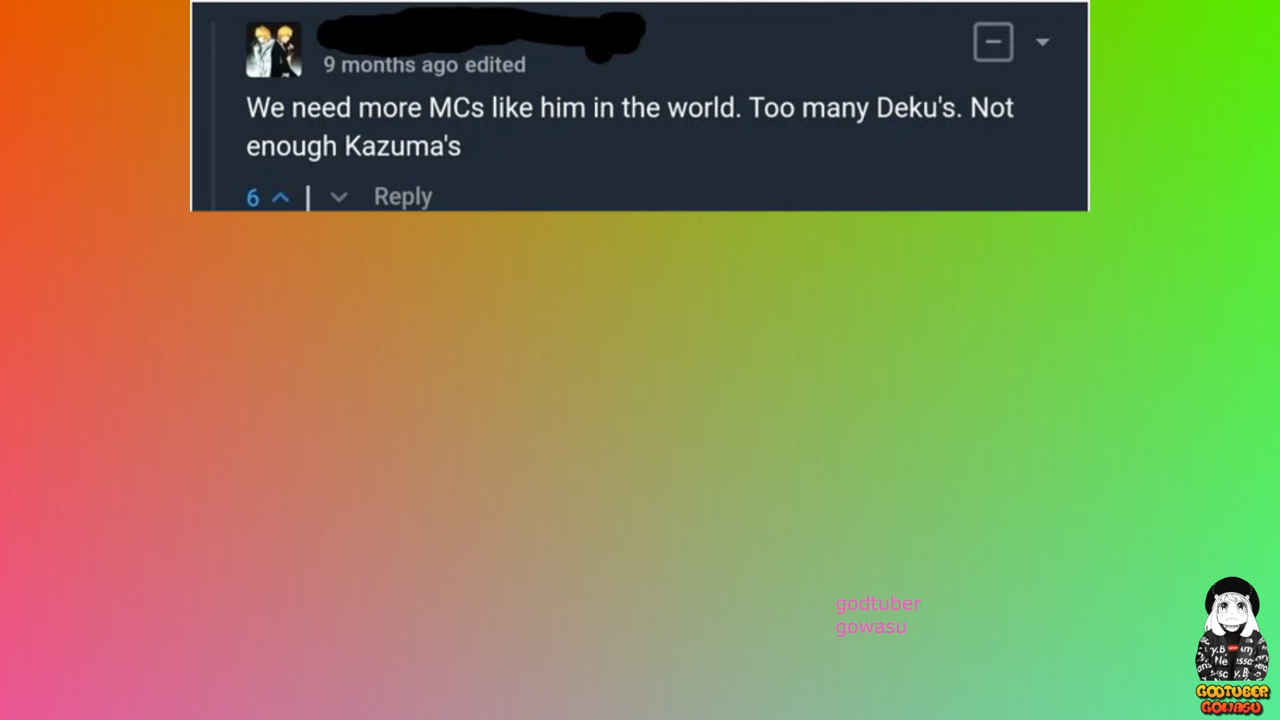 9 months ago edited
We need more MCs like him in the world. Too many Deku's. Not
enough Kazuma's
6 Reply
godtuber
gowasu
GODTUBER
GOWASU